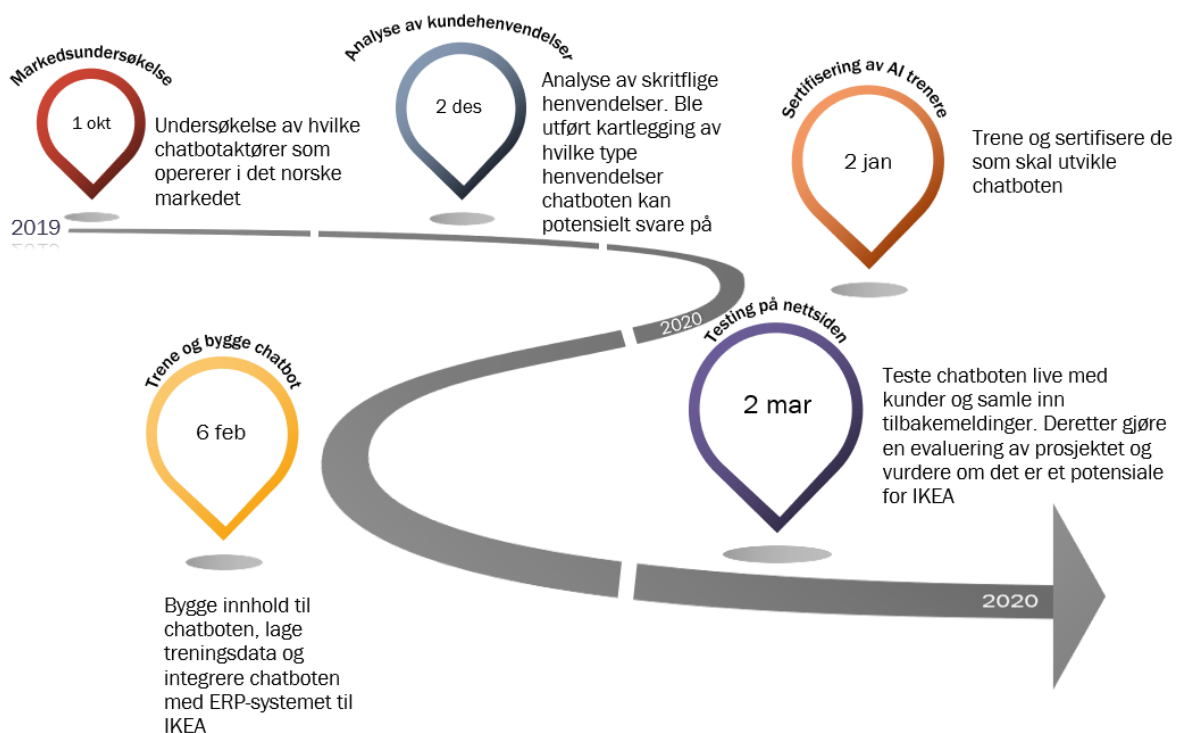 Markedsundersøkelse
1 okt
Undersøkelse av hvilke
chatbotaktører som
opererer i det norske
markedet
2019
Analyse av kundehenvendelser
2 des
Analyse av skritflige
henvendelser. Ble
utført kartlegging av
hvilke type
henvendelser
chatboten kan
potensielt svare på
Sertifisering av AI trenere
2 jan
Trene og sertifisere de
som skal utvikle
chatboten
2020
Trene og bygge chatbot
6 feb
Bygge innhold til
chatboten, lage
treningsdata og
integrere chatboten
med ERP-systemet til
IKEA
Testing på nettsiden
2 mar
Teste chatboten live med
kunder og samle inn
tilbakemeldinger. Deretter gjøre
en evaluering av prosjektet og
vurdere om det er et potensiale
for IKEA
2020